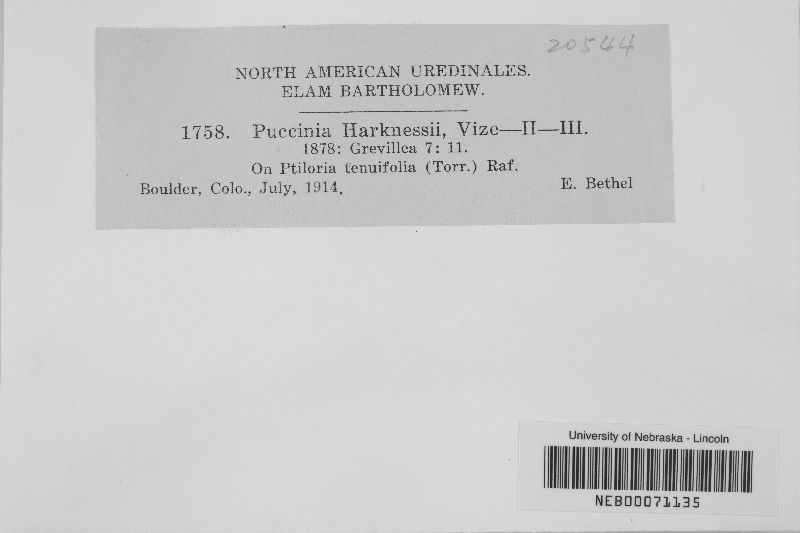 20544
NORTH AMERICAN UREDINALES.
ELAM BARTHOLOMEW.
1758. Puccinia Harknessii, Vize—II—III.
1878: Grevillea 7: 11.
On Ptiloria tenuifolia (Torr.) Raf.
Boulder, Colo., July, 1914. E. Bethel
University of Nebraska - Lincoln
NEB00071135